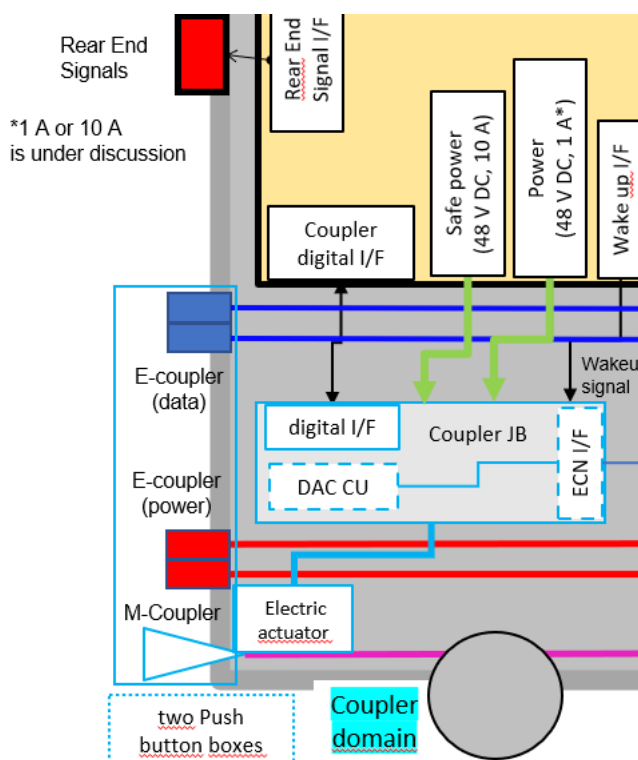 Rear End
Signals
*1 A or 10 A
is under discussion
Rear End
Signal I/F
Safe power
(48 V DC, 10 A)
Power
(48 V DC, 1 A*)
Wake up I/F
Coupler
digital I/F
E-coupler
(data)
Wakeu
signal
digital I/F
Coupler JB
ECN I/F
DAC CU
E-coupler
(power)
M-Coupler
Electric
actuator
two Push
button boxes
Coupler
domain